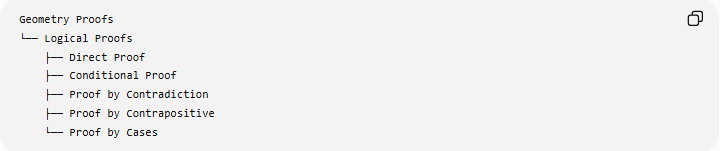 Geometry Proofs
└── Logical Proofs
    ├── Direct Proof
    ├── Conditional Proof
    ├── Proof by Contradiction
    ├── Proof by Contrapositive
    └── Proof by Cases